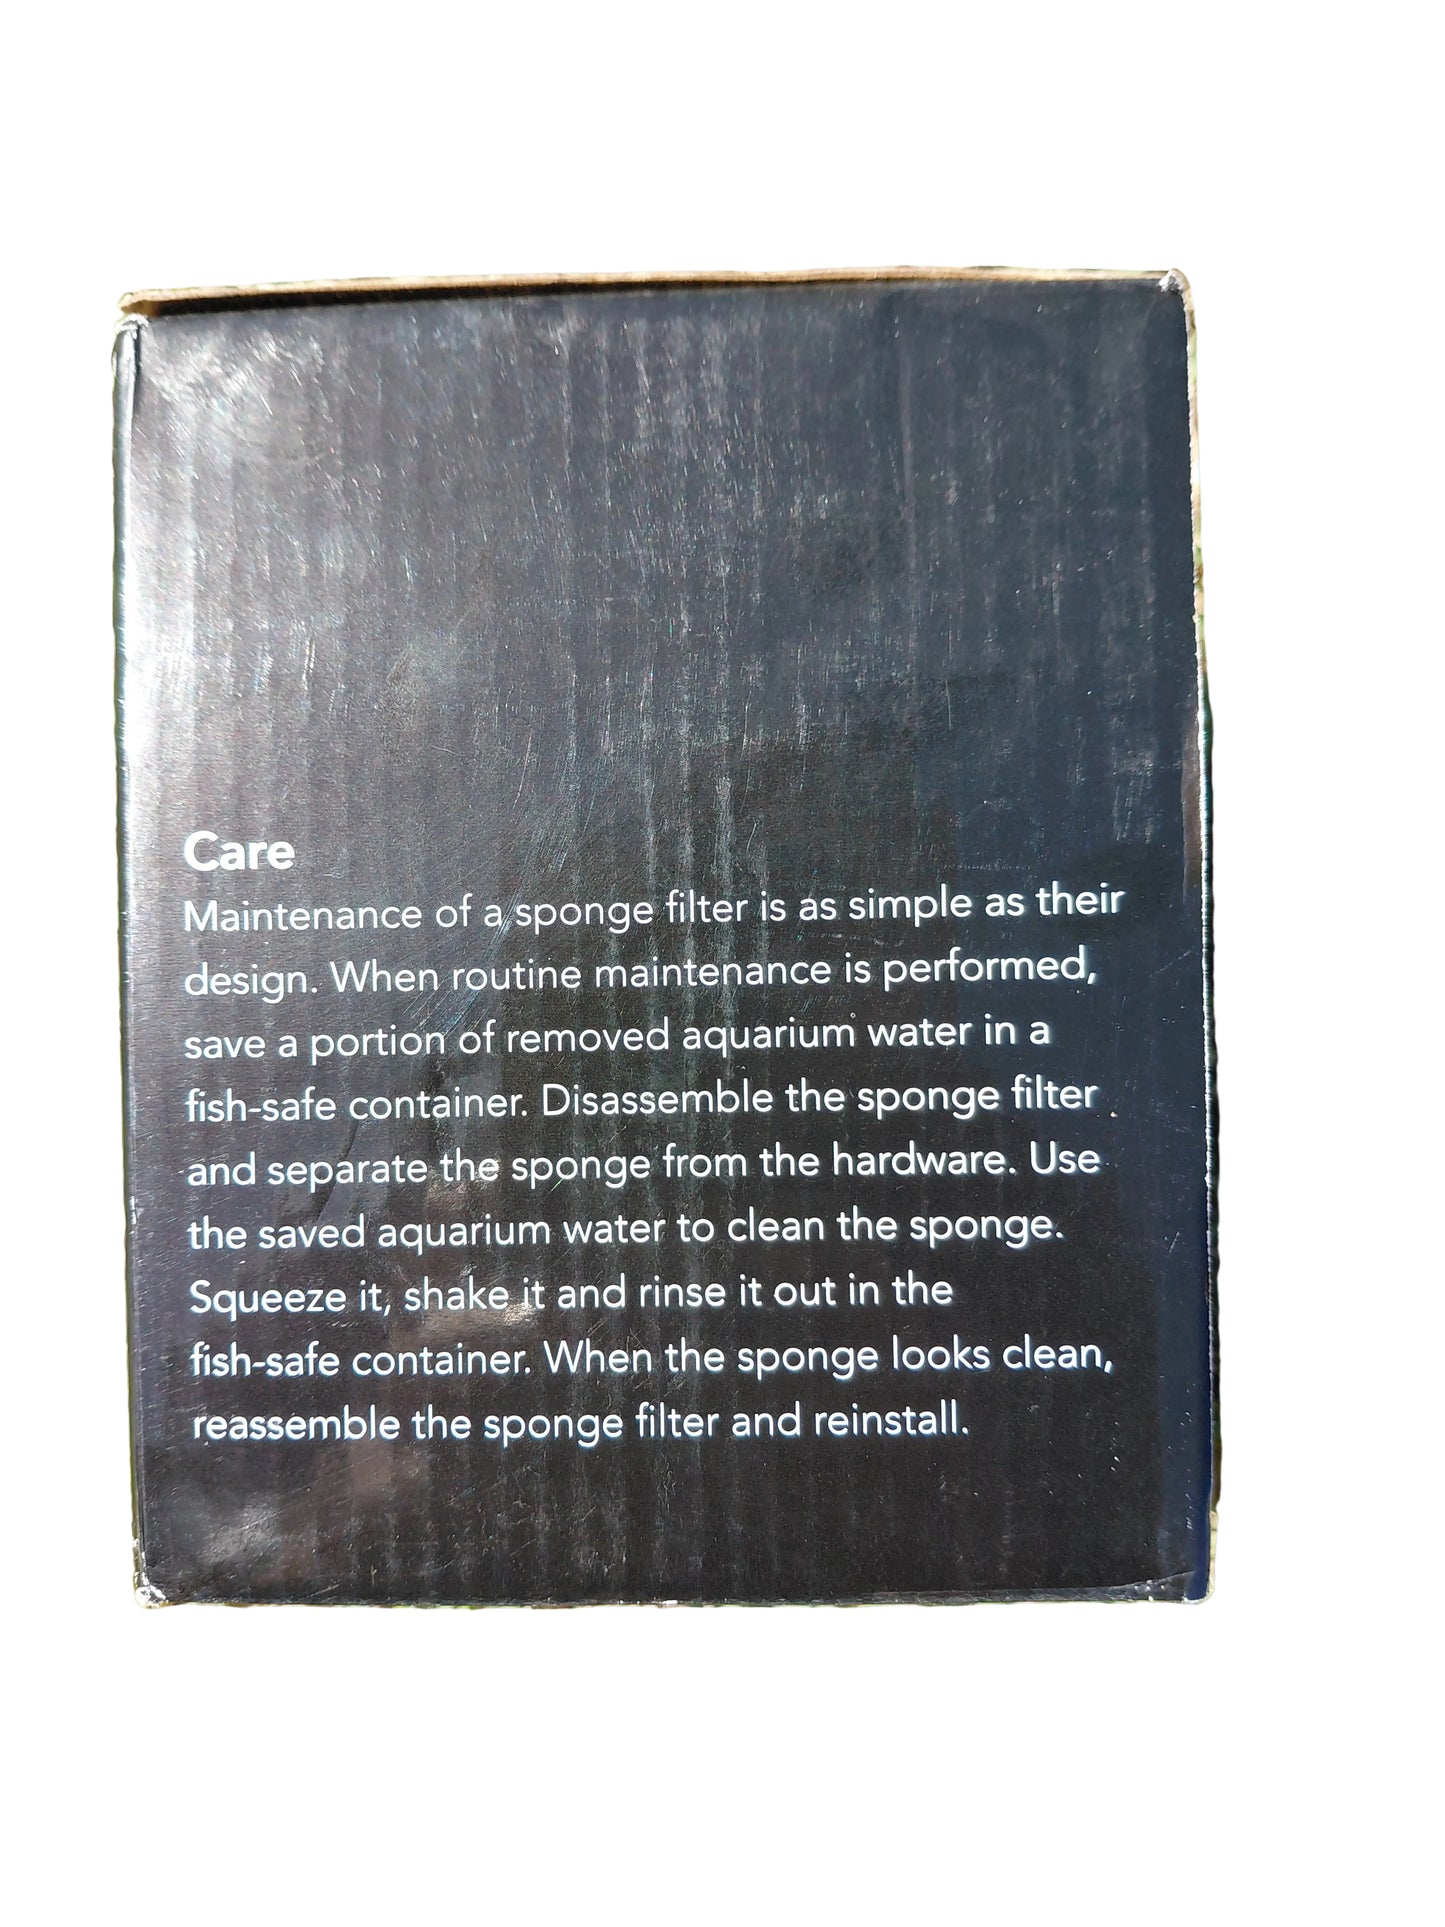 Care
Maintenance of a sponge filter is as simple as their
design. When routine maintenance is performed,
save a portion of removed aquarium water in a
fish-safe container. Disassemble the sponge filter
and separate the sponge from the hardware. Use
the saved aquarium water to clean the sponge.
Squeeze it, shake it and rinse it out in the
fish-safe container. When the sponge looks clean,
reassemble the sponge filter and reinstall.